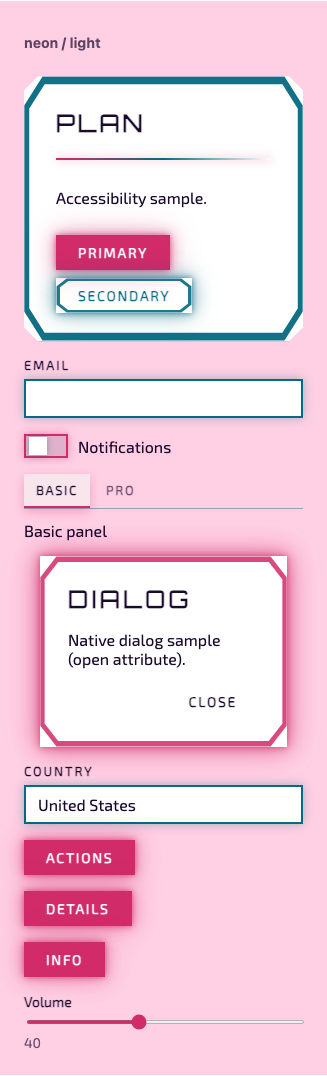 neon / light
PLAN
Accessibility sample.
PRIMARY
SECONDARY
EMAIL
Notifications
BASIC PRO
Basic panel
DIALOG
Native dialog sample
(open attribute).
CLOSE
COUNTRY
United States
ACTIONS
DETAILS
INFO
Volume
40